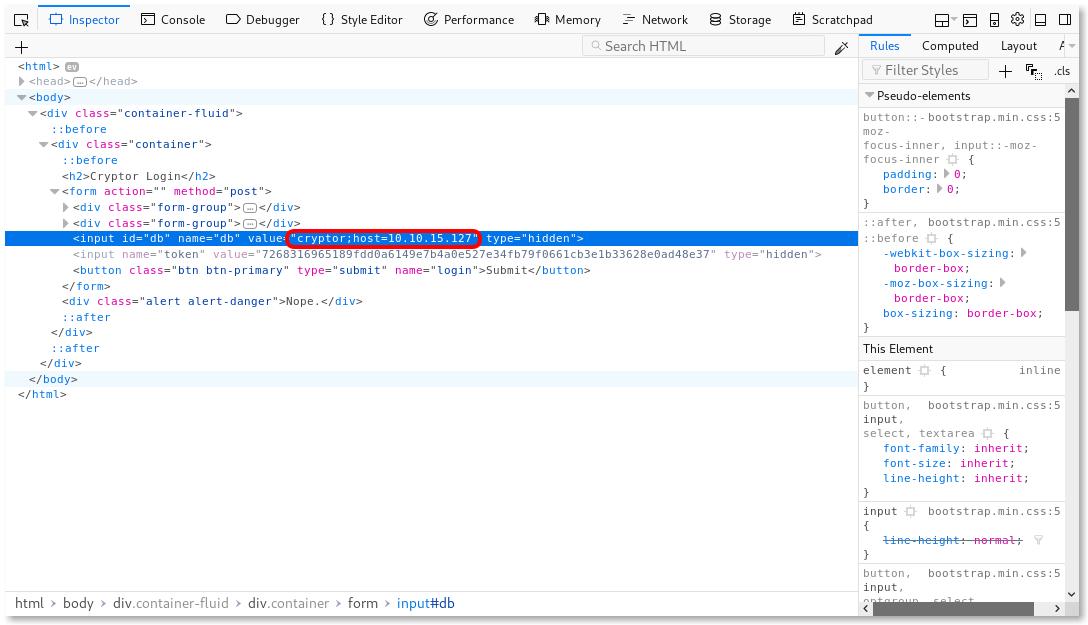 Inspector Console Debugger {} Style Editor Performance Memory Network Storage Scratchpad
+ Search HTML
Rules Computed Layout
Filter Styles + .cls
<html> ev
<head> … </head>
<body>
<div class="container-fluid">
::before
<div class="container">
::before
<h2>Cryptor Login</h2>
<form action="" method="post">
<div class="form-group"> … </div>
<div class="form-group"> … </div>
<input id="db" name="db" value="cryptor;host=10.10.15.127" type="hidden">
<input name="token" value="7268316965189fdd0a6149e7b4a0e527e34fb79f0661cb3e1b33628e0ad48e37" type="hidden">
<button class="btn btn-primary" type="submit" name="login">Submit</button>
</form>
<div class="alert alert-danger">Nope.</div>
::after
</div>
::after
</div>
</body>
</html>
html > body > div.container-fluid > div.container > form > input#db
Pseudo-elements
button::- bootstrap.min.css:5
moz-
focus-inner, input::-moz-
focus-inner {
padding: 0;
border: 0;
}
::after, bootstrap.min.css:5
::before {
-webkit-box-sizing:
border-box;
-moz-box-sizing:
border-box;
box-sizing: border-box;
}
This Element
element { inline
}
button, bootstrap.min.css:5
input,
select, textarea {
font-family: inherit;
font-size: inherit;
line-height: inherit;
}
input bootstrap.min.css:5
{
line-height: normal;
}
button, bootstrap.min.css:5
input,
optgroup, select,